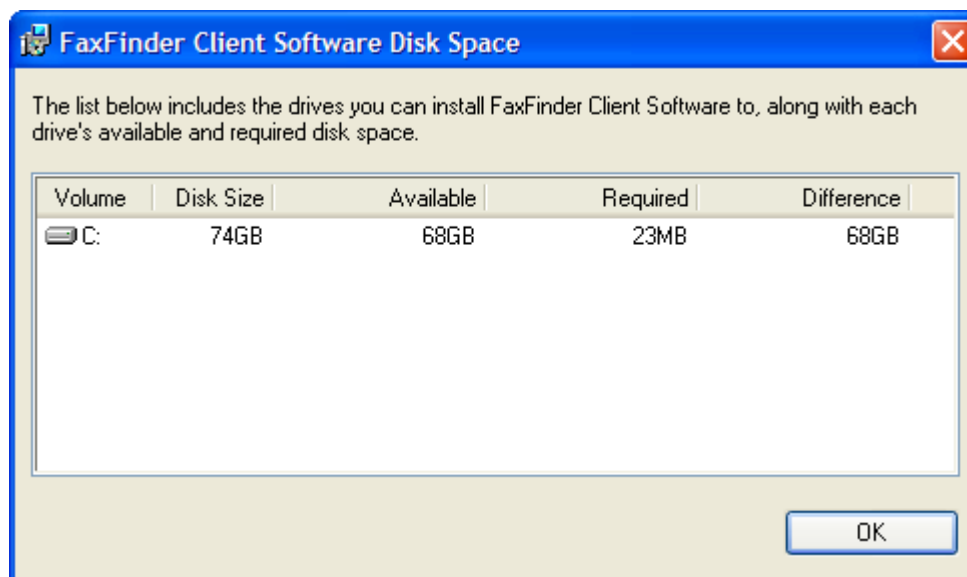 FaxFinder Client Software Disk Space
The list below includes the drives you can install FaxFinder Client Software to, along with each
drive's available and required disk space.
Volume Disk Size Available Required Difference
C: 74GB 68GB 23MB 68GB
OK